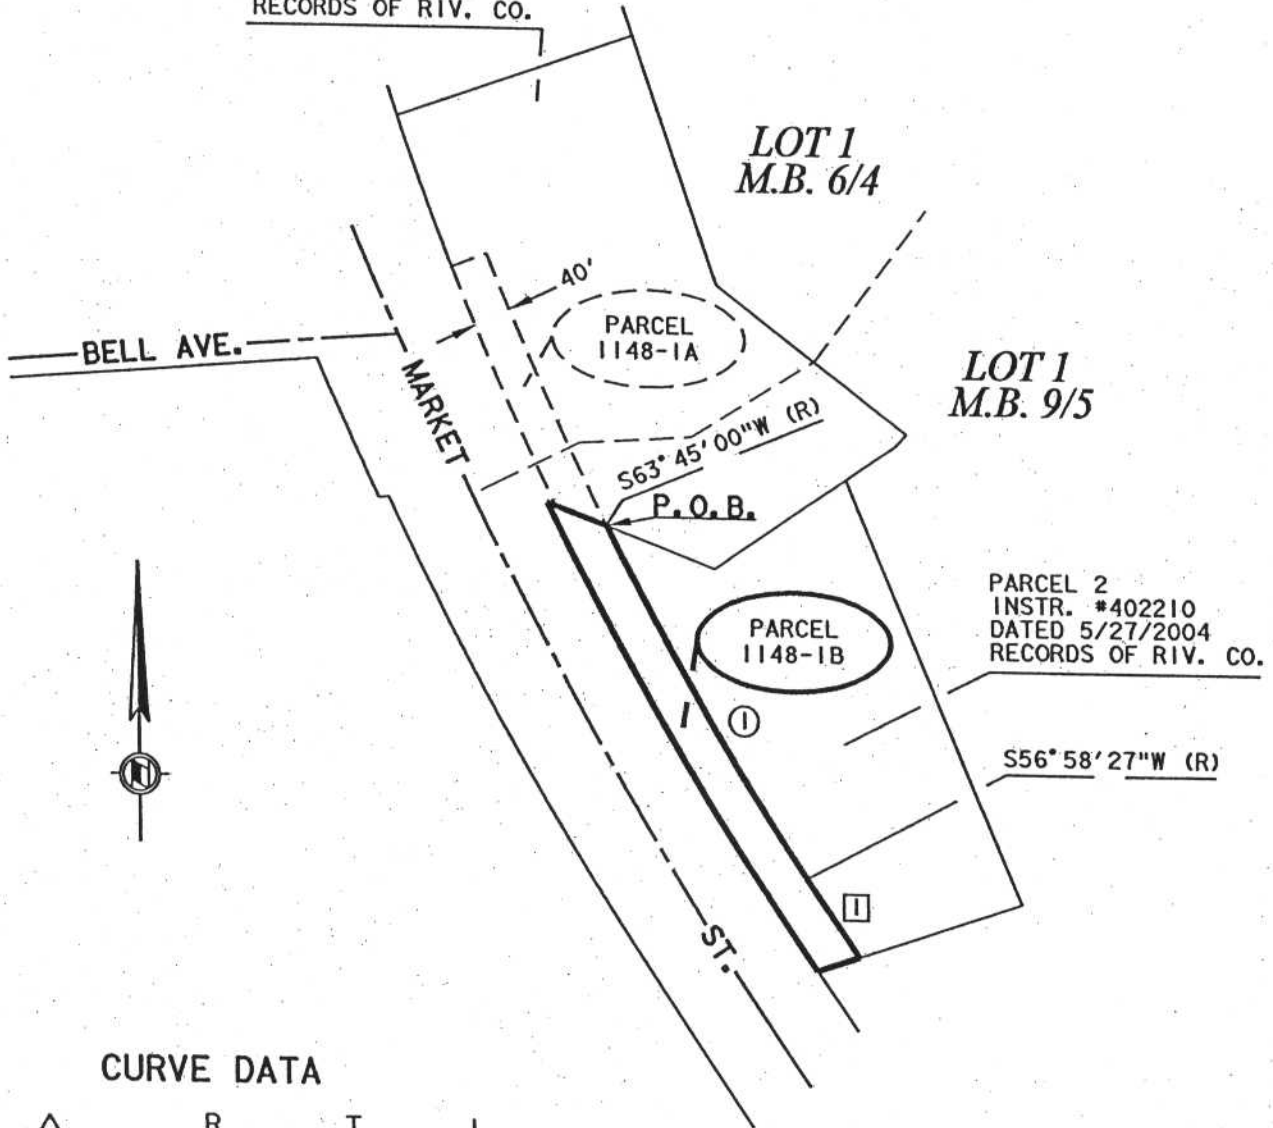 RECORDS OF RIV. CO.
LOT 1
M.B. 6/4
40'
PARCEL
1148-1A
BELL AVE.
MARKET
LOT 1
M.B. 9/5
S63°45'00"W (R)
P.O.B.
PARCEL 2
INSTR. #402210
DATED 5/27/2004
RECORDS OF RIV. CO.
PARCEL
1148-1B
1
S56°58'27"W (R)
1
ST.
CURVE DATA
△ R T L